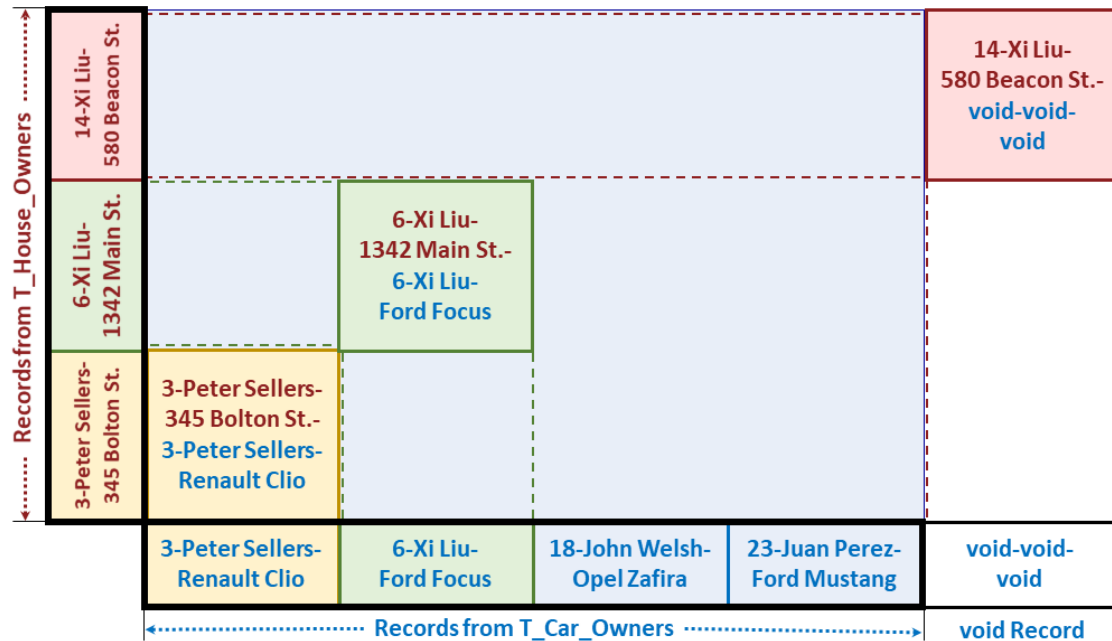 Records from T_House_Owners
14-Xi Liu-
580 Beacon St.
6-Xi Liu-
1342 Main St.
3-Peter Sellers-
345 Bolton St.
14-Xi Liu-
580 Beacon St.-
void-void-
void
6-Xi Liu-
1342 Main St.-
6-Xi Liu-
Ford Focus
3-Peter Sellers-
345 Bolton St.-
3-Peter Sellers-
Renault Clio
3-Peter Sellers-
Renault Clio
6-Xi Liu-
Ford Focus
18-John Welsh-
Opel Zafira
23-Juan Perez-
Ford Mustang
void-void-
void
Records from T_Car_Owners
void Record